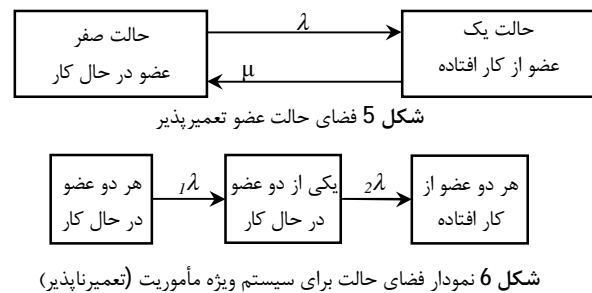 حالت صفر
عضو در حال کار
λ
μ
حالت یک
عضو از کار افتاده
شکل 5 فضای حالت عضو تعمیرپذیر
هر دو عضو
در حال کار
1λ
یکی از دو عضو
در حال کار
2λ
هر دو عضو از
کار افتاده
شکل 6 نمودار فضای حالت برای سیستم ویژه مأموریت (تعمیرناپذیر)